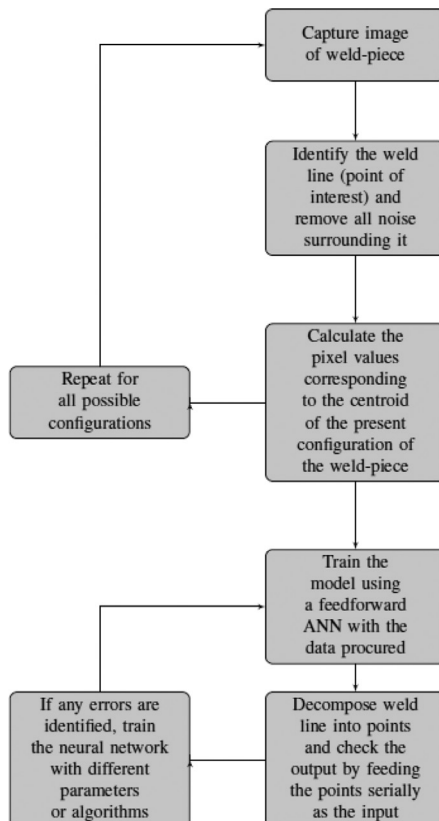 Capture image
of weld-piece
Identify the weld
line (point of
interest) and
remove all noise
surrounding it
Calculate the
pixel values
corresponding
to the centroid
of the present
configuration of
the weld-piece
Repeat for
all possible
configurations
Train the
model using
a feedforward
ANN with the
data procured
Decompose weld
line into points
and check the
output by feeding
the points serially
as the input
If any errors are
identified, train
the neural network
with different
parameters
or algorithms